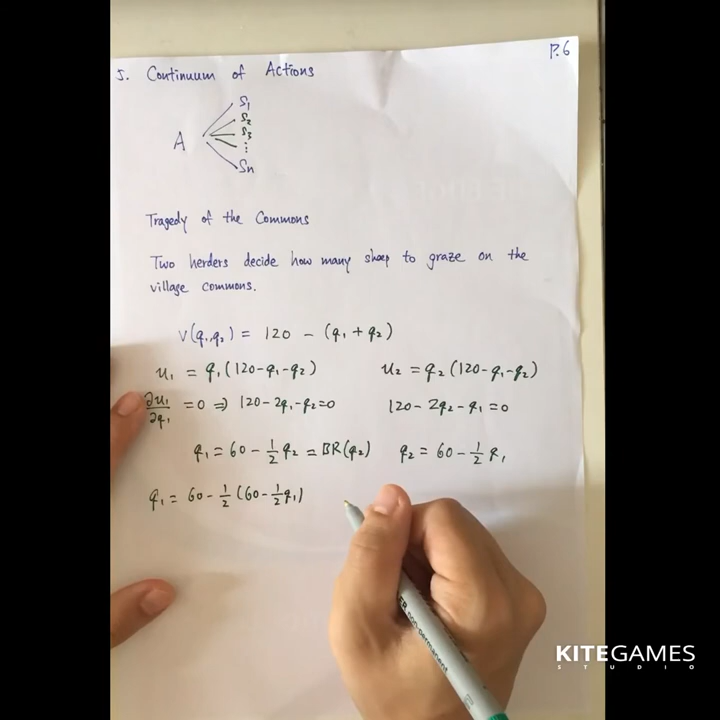 P.6
5. Continuum of Actions
S1
S2
A S3
⋮
Sn
Tragedy of the Commons
Two herders decide how many sheep to graze on the
village commons.
V(q1,q2) = 120 - (q1 + q2)
u1 = q1(120-q1-q2) u2 = q2(120-q1-q2)
∂u1/∂q1 = 0 ⇒ 120-2q1-q2=0 120-2q2-q1=0
q1 = 60 - 1/2 q2 = BR(q2) q2 = 60 - 1/2 q1
q1 = 60 - 1/2 (60 - 1/2 q1)
non-permanent
KITEGAMES
STUDIO